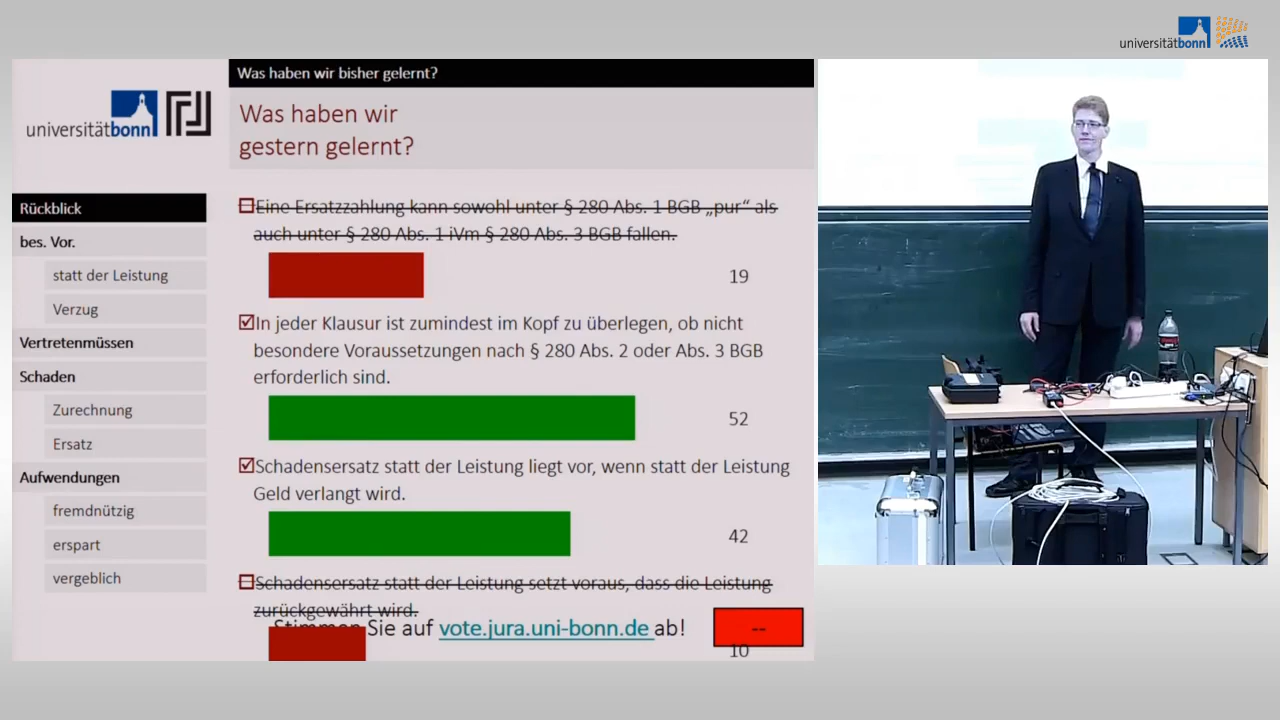 universitätbonn
Was haben wir bisher gelernt?
universitätbonn
Was haben wir
gestern gelernt?
Rückblick
bes. Vor.
statt der Leistung
Verzug
Vertretenmüssen
Schaden
Zurechnung
Ersatz
Aufwendungen
fremdnützig
erspart
vergeblich
Eine Ersatzzahlung kann sowohl unter § 280 Abs. 1 BGB „pur“ als
auch unter § 280 Abs. 1 iVm § 280 Abs. 3 BGB fallen.
19
In jeder Klausur ist zumindest im Kopf zu überlegen, ob nicht
besondere Voraussetzungen nach § 280 Abs. 2 oder Abs. 3 BGB
erforderlich sind.
52
Schadensersatz statt der Leistung liegt vor, wenn statt der Leistung
Geld verlangt wird.
42
Schadensersatz statt der Leistung setzt voraus, dass die Leistung
zurückgewährt wird.
Stimmen Sie auf vote.jura.uni-bonn.de ab!
--
10